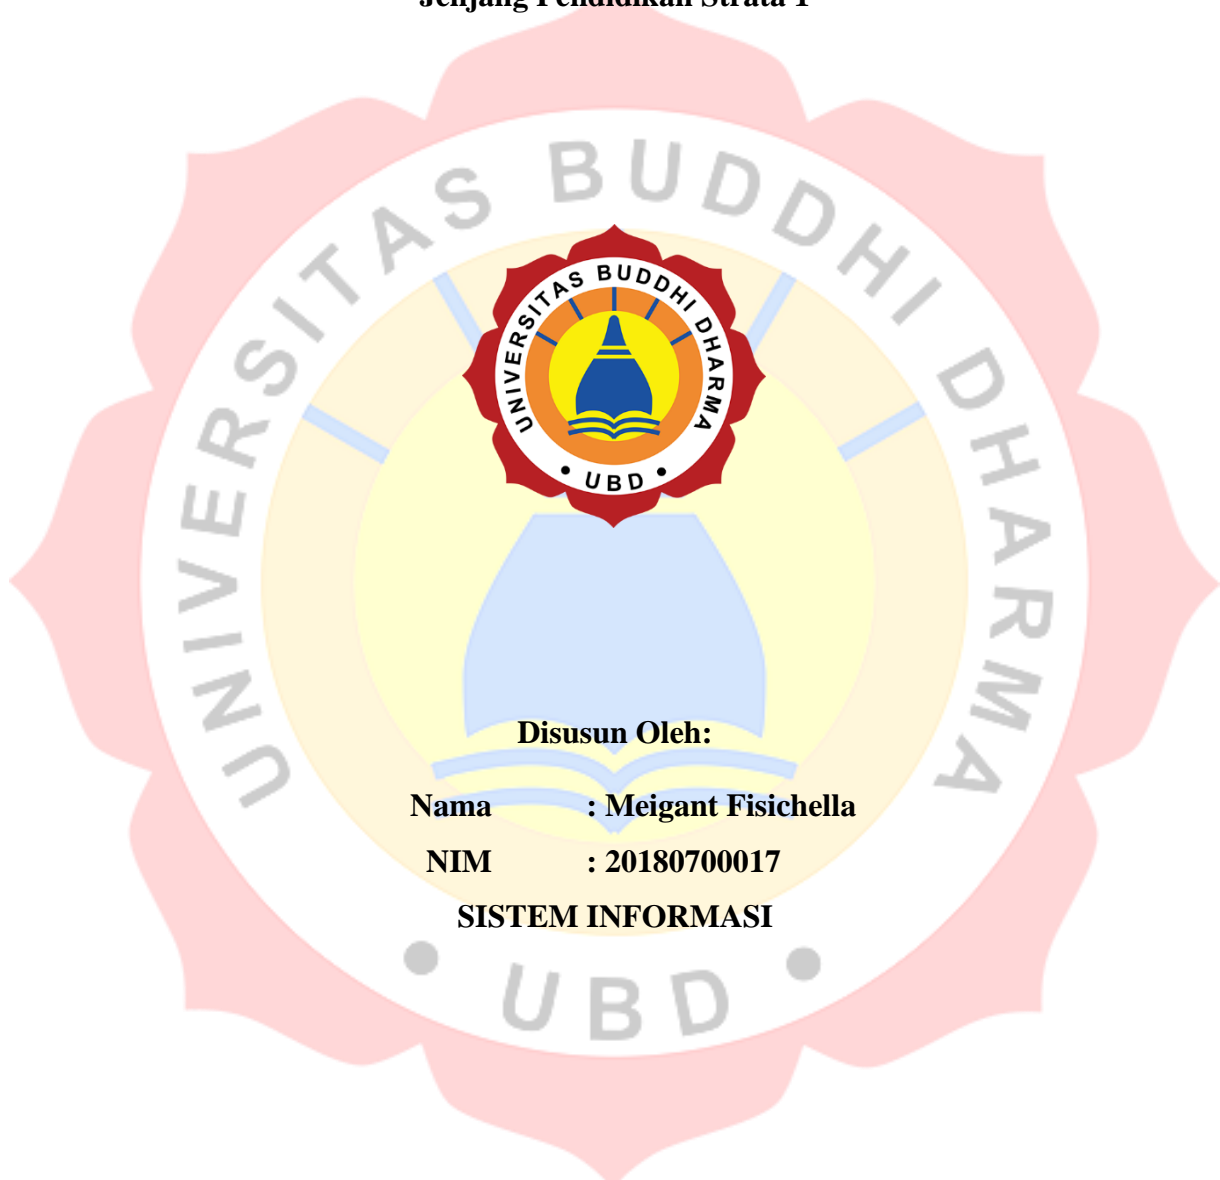 Jenjang Pendidikan Strata 1
UNIVERSITAS BUDDHI DHARMA
• UBD •
UNIVERSITAS BUDDHI DHARMA
• UBD •
Disusun Oleh:
Nama : Meigant Fisichella
NIM : 20180700017
SISTEM INFORMASI